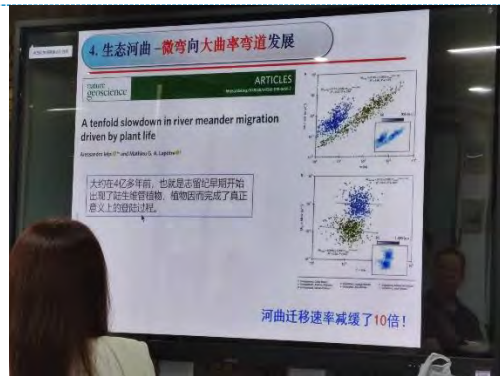 4. 生态河曲 –微弯向大曲率弯道发展
nature
geoscience
ARTICLES
A tenfold slowdown in river meander migration
driven by plant life
大约在4亿多年前，也就是志留纪早期开始
出现了陆生维管植物，植物因而完成了真正
意义上的登陆过程。
河曲迁移速率减缓了10倍！